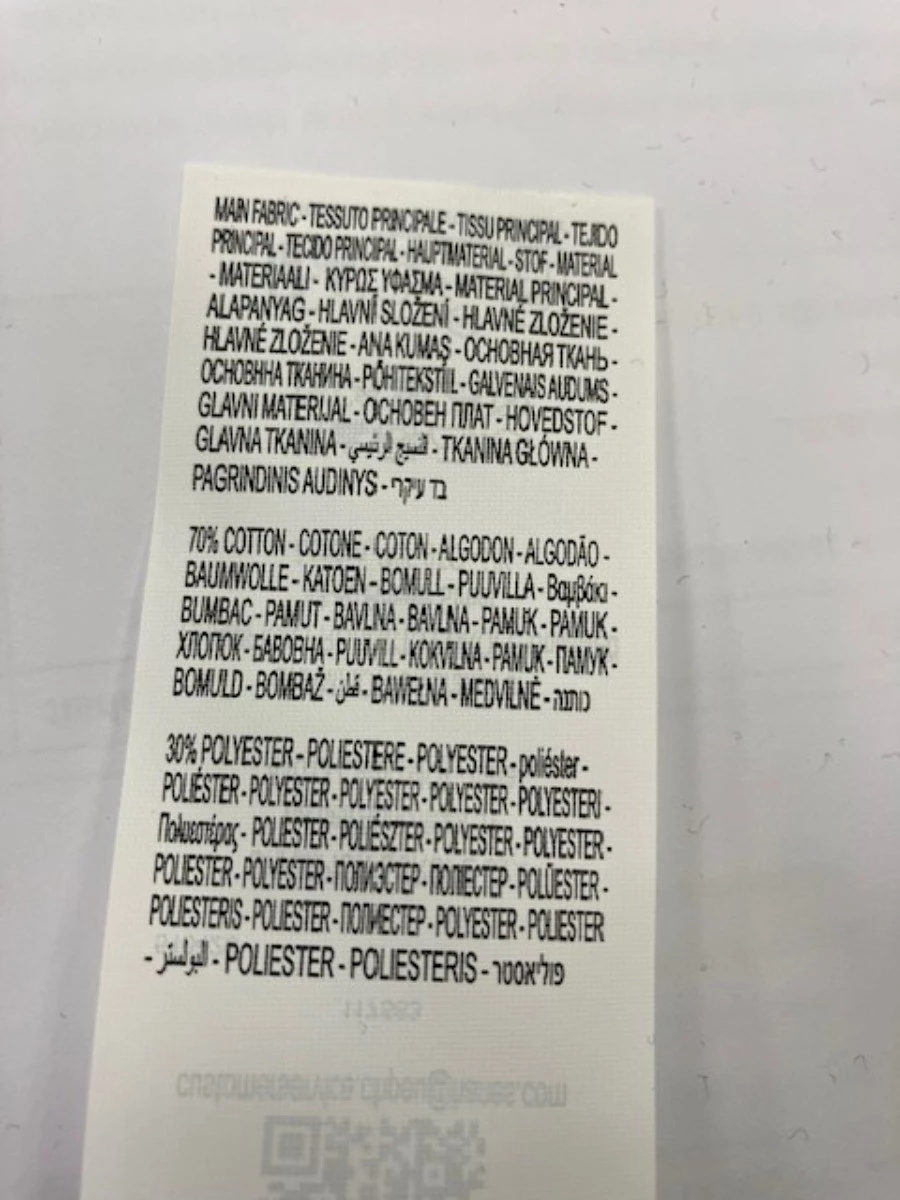 MAIN FABRIC - TESSUTO PRINCIPALE - TISSU PRINCIPAL - TEJIDO
PRINCIPAL - TECIDO PRINCIPAL - HAUPTMATERIAL - STOF - MATERIAL
- MATERIAALI - ΚΥΡΩΣ ΥΦΑΣΜΑ - MATERIAL PRINCIPAL -
ALAPANYAG - HLAVNÍ SLOŽENÍ - HLAVNÉ ZLOŽENIE -
HLAVNÉ ZLOŽENIE - ANA KUMAŞ - ОСНОВНАЯ ТКАНЬ -
ОСНОВННА ТКАНИНА - PÕHITEKSTIIL - GALVENAIS AUDUMS -
GLAVNI MATERIJAL - ОСНОВЕН ПЛАТ - HOVEDSTOF -
GLAVNA TKANINA - النسيج الرئيسي - TKANINA GŁÓWNA -
PAGRINDINIS AUDINYS - בד עיקרי
70% COTTON - COTONE - COTON - ALGODON - ALGODÃO -
BAUMWOLLE - KATOEN - BOMULL - PUUVILLA - Βαμβάκι -
BUMBAC - PAMUT - BAVLNA - BAVLNA - PAMUK - PAMUK -
ХЛОПОК - БАВОВНА - PUUVILL - KOKVILNA - PAMUK - ПАМУК -
BOMULD - BOMBAŽ - قطن - BAWEŁNA - MEDVILNĖ - כותנה
30% POLYESTER - POLIESTERE - POLYESTER - poliéster -
POLIÉSTER - POLYESTER - POLYESTER - POLYESTER - POLYESTERI -
Πολυεστέρας - POLIESTER - POLIÉSZTER - POLYESTER - POLYESTER -
POLIESTER - POLYESTER - ПОЛИЭСТЕР - ПОЛІЕСТЕР - POLÜESTER -
POLIESTERIS - POLIESTER - ПОЛИЕСТЕР - POLYESTER - POLIESTER
- البولستر - POLIESTER - POLIESTERIS - פוליאסטר